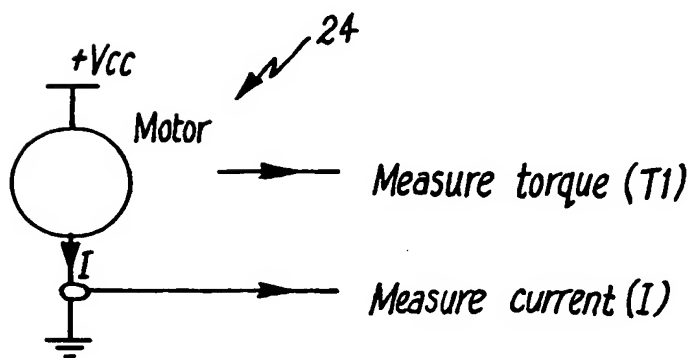 24
+Vcc
Motor
Measure torque (T1)
I
Measure current (I)